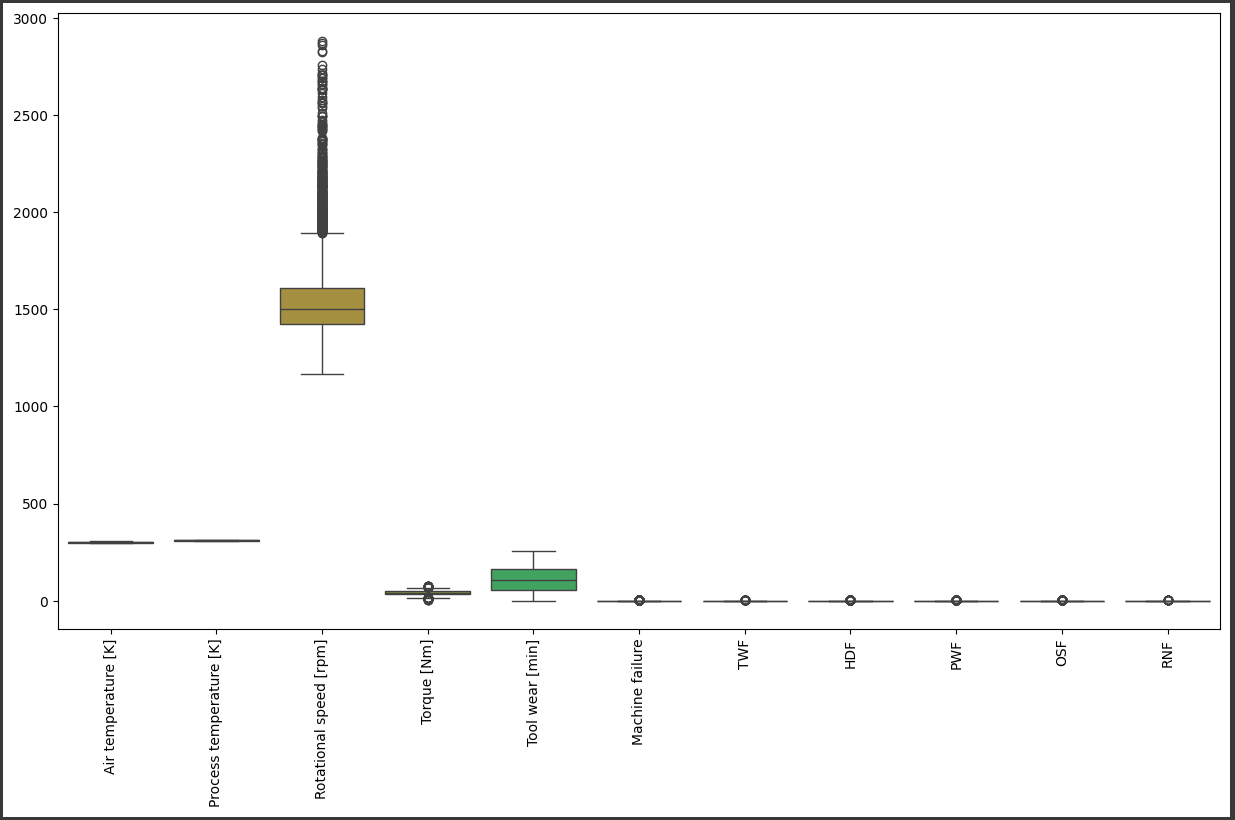 3000
2500
2000
1500
1000
500
0
Air temperature [K]
Process temperature [K]
Rotational speed [rpm]
Torque [Nm]
Tool wear [min]
Machine failure
TWF
HDF
PWF
OSF
RNF